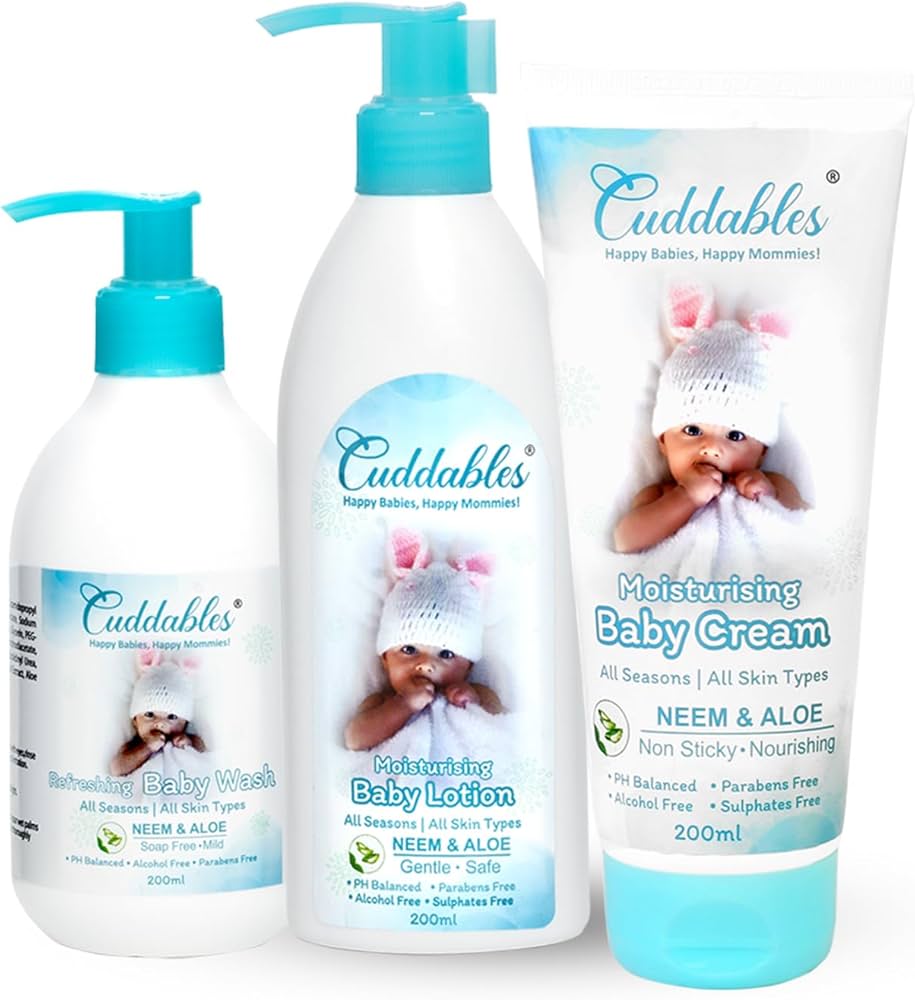 Cuddables®
Happy Babies, Happy Mommies!
Refreshing Baby Wash
All Seasons | All Skin Types
NEEM & ALOE
Soap Free • Mild
• PH Balanced • Alcohol Free • Parabens Free
200ml
Cuddables®
Happy Babies, Happy Mommies!
Moisturising
Baby Lotion
All Seasons | All Skin Types
NEEM & ALOE
Gentle • Safe
• PH Balanced • Parabens Free
• Alcohol Free • Sulphates Free
200ml
Cuddables®
Happy Babies, Happy Mommies!
Moisturising
Baby Cream
All Seasons | All Skin Types
NEEM & ALOE
Non Sticky • Nourishing
• PH Balanced • Parabens Free
• Alcohol Free • Sulphates Free
200ml